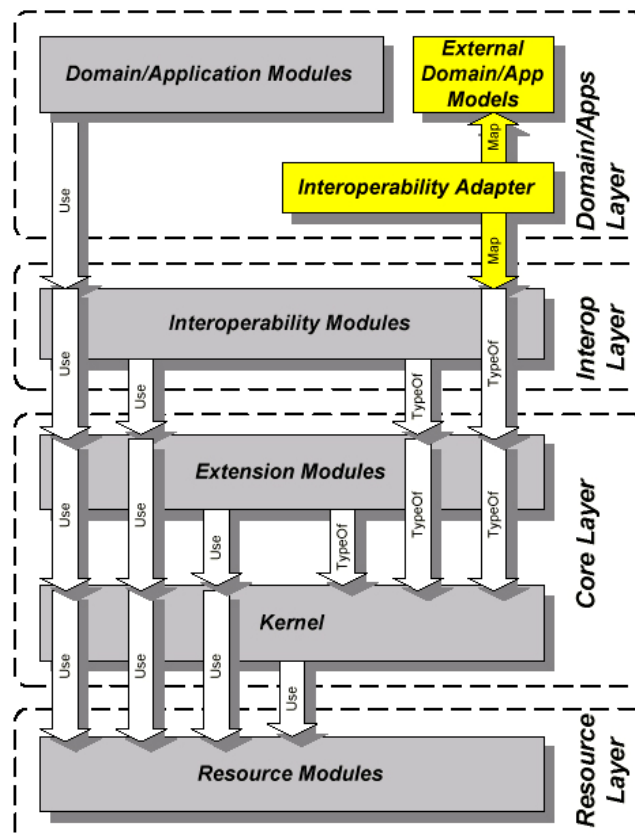 Domain/Application Modules
External
Domain/App
Models
Map
Interoperability Adapter
Domain/Apps
Layer
Use
Map
Interoperability Modules
Interop
Layer
Use
Use
TypeOf
TypeOf
Extension Modules
Core Layer
Use
Use
Use
TypeOf
TypeOf
TypeOf
Kernel
Use
Use
Use
Use
Resource Modules
Resource
Layer